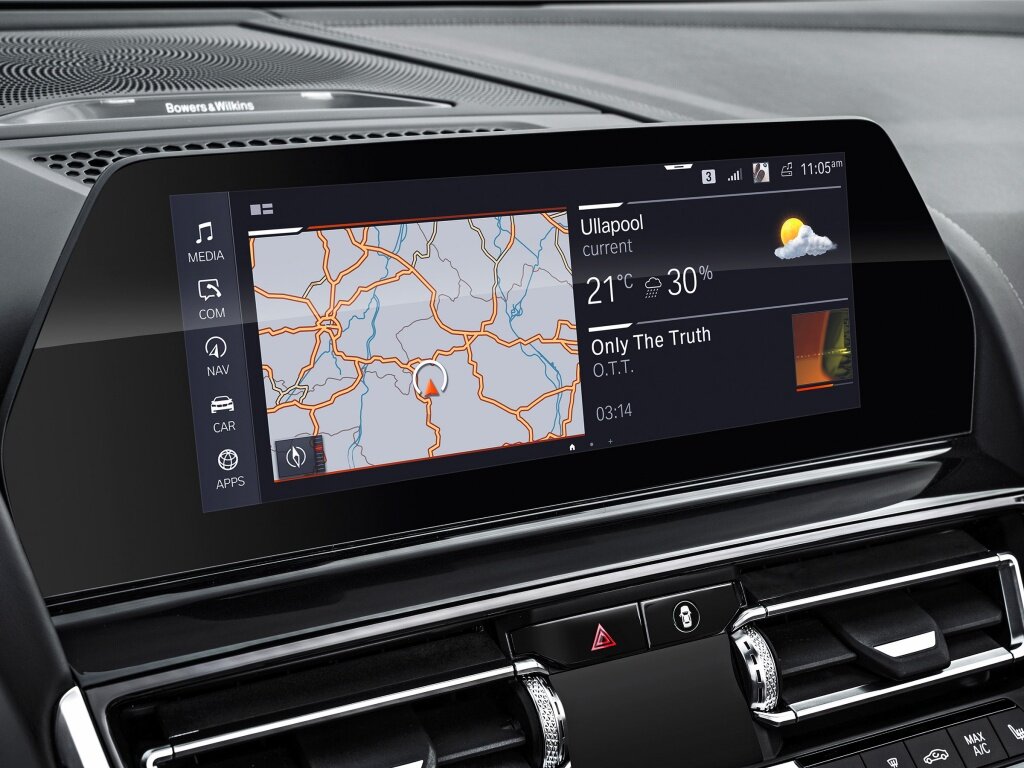 Bowers & Wilkins
3
11:05am
MEDIA
COM
NAV
CAR
APPS
Ullapool
current
21°C
30%
Only The Truth
O.T.T.
03:14
MAX
A/C